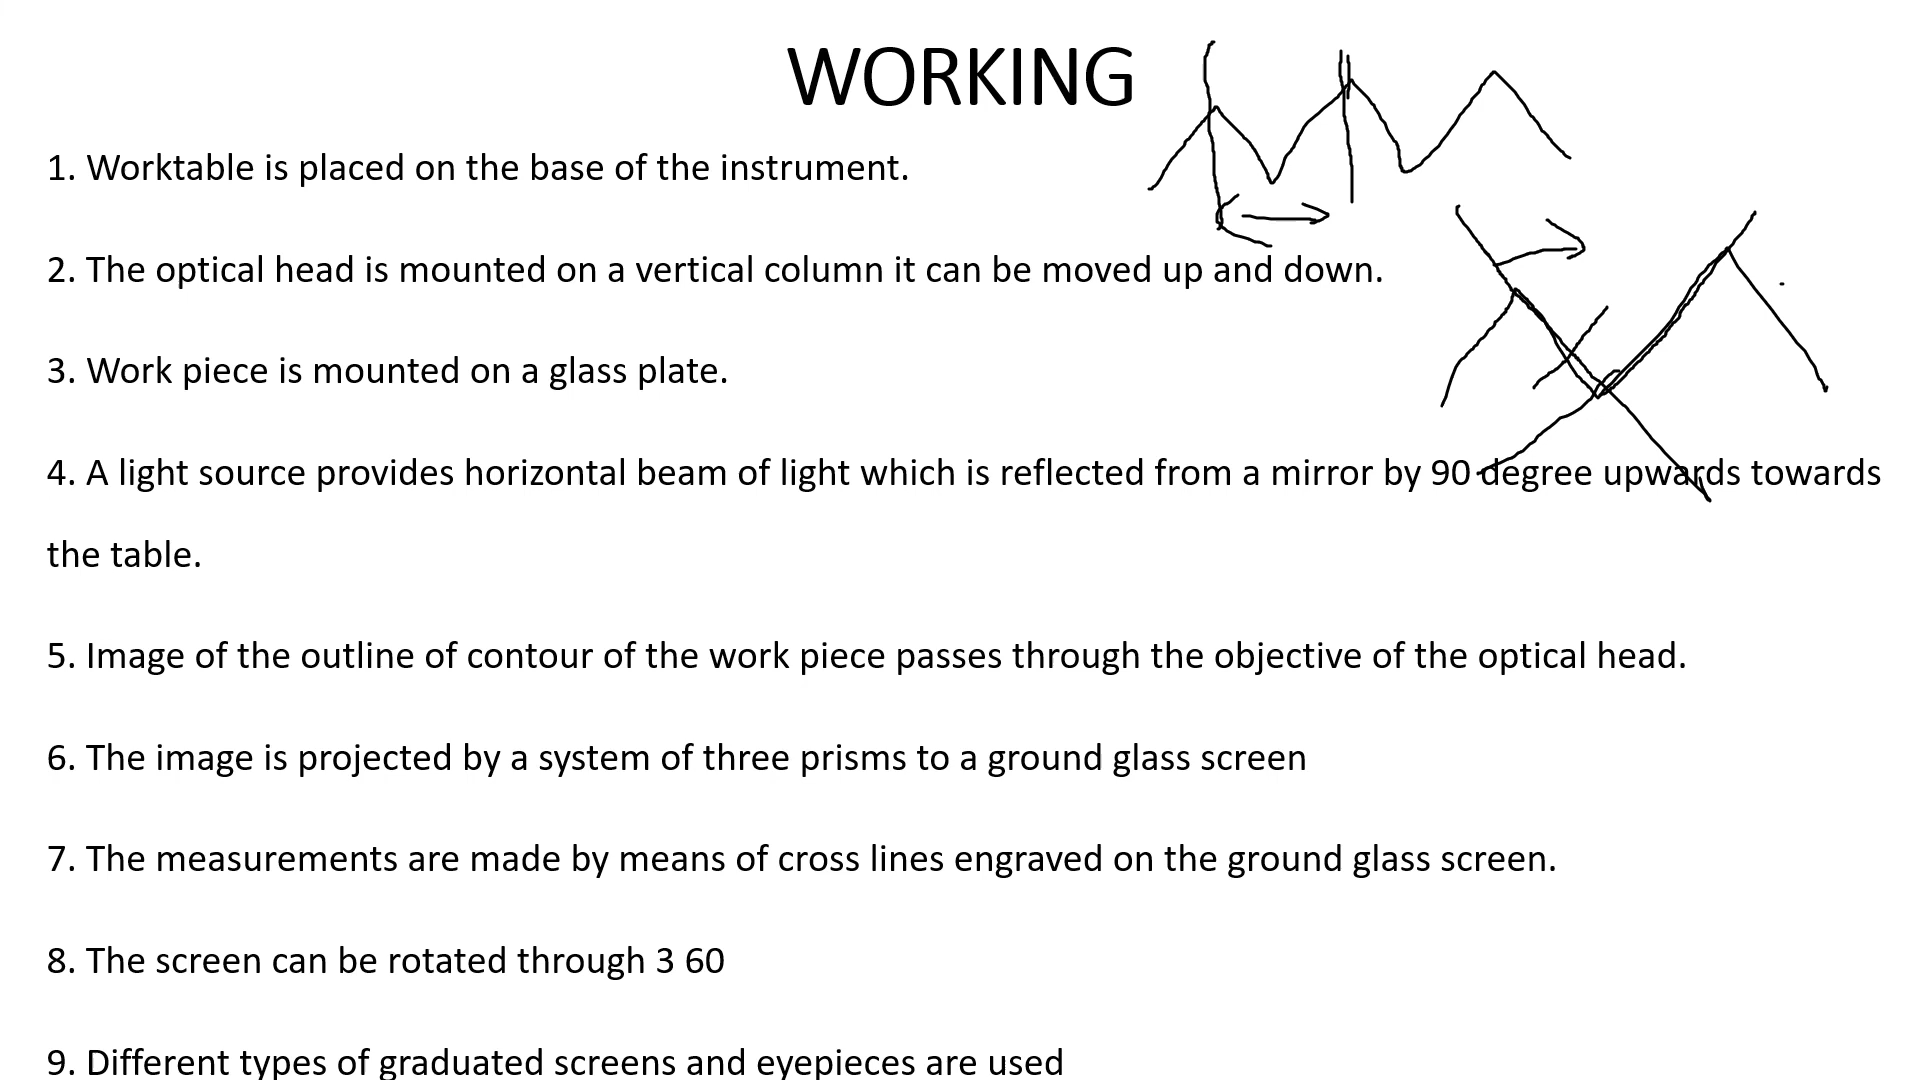 WORKING
1. Worktable is placed on the base of the instrument.
2. The optical head is mounted on a vertical column it can be moved up and down.
3. Work piece is mounted on a glass plate.
4. A light source provides horizontal beam of light which is reflected from a mirror by 90 degree upwards towards
the table.
5. Image of the outline of contour of the work piece passes through the objective of the optical head.
6. The image is projected by a system of three prisms to a ground glass screen
7. The measurements are made by means of cross lines engraved on the ground glass screen.
8. The screen can be rotated through 3 60
9. Different types of graduated screens and eyepieces are used